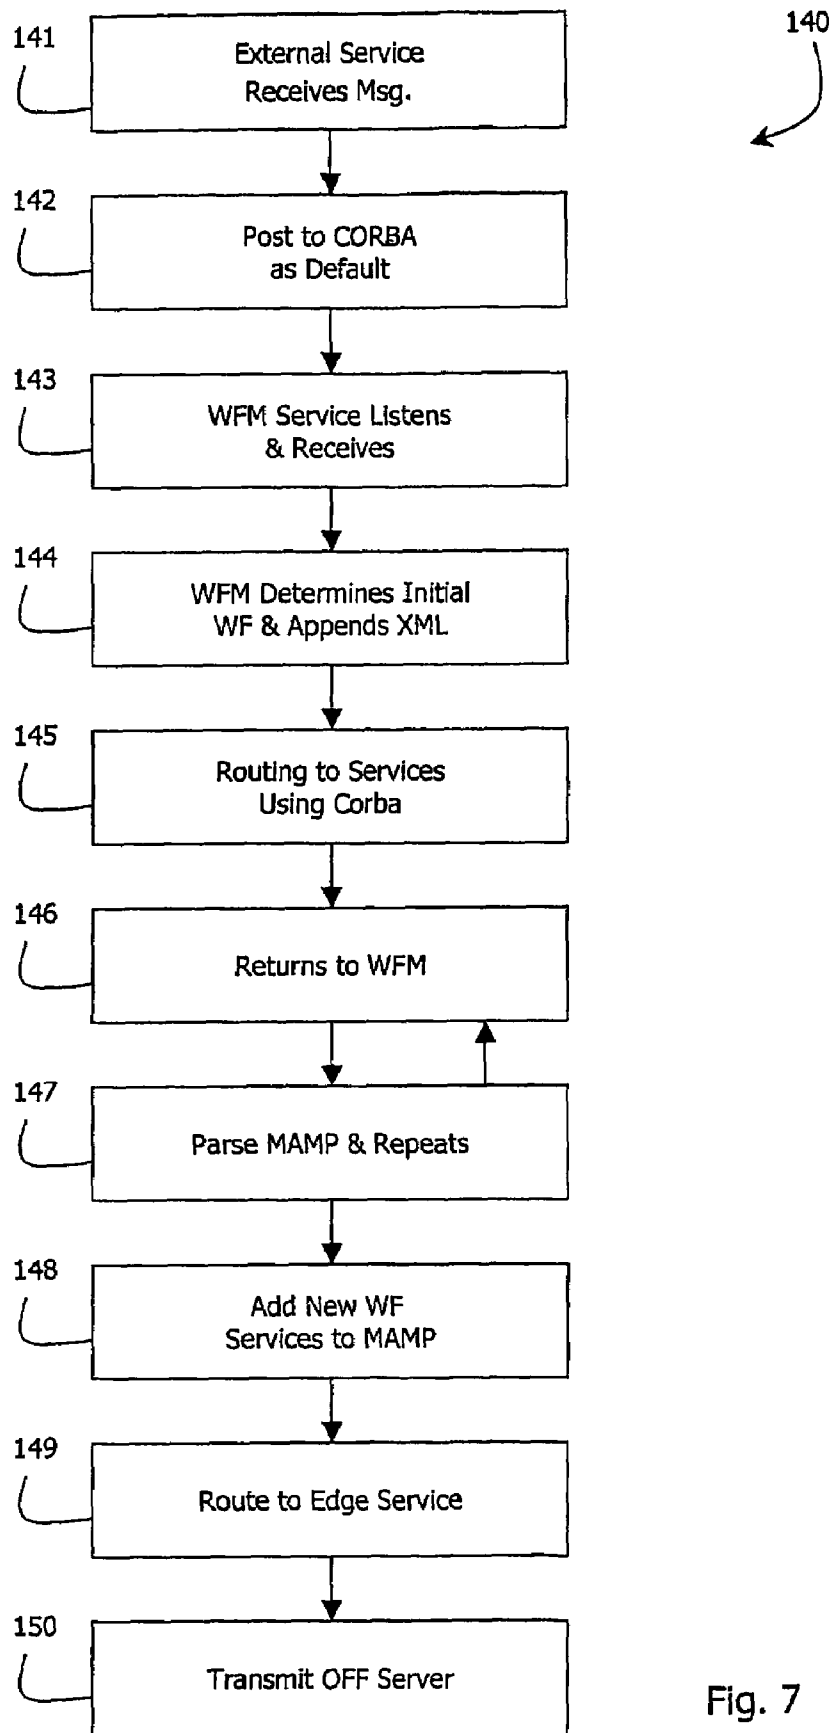 140
141
External Service
Receives Msg.
142
Post to CORBA
as Default
143
WFM Service Listens
& Receives
144
WFM Determines Initial
WF & Appends XML
145
Routing to Services
Using Corba
146
Returns to WFM
147
Parse MAMP & Repeats
148
Add New WF
Services to MAMP
149
Route to Edge Service
150
Transmit OFF Server
Fig. 7